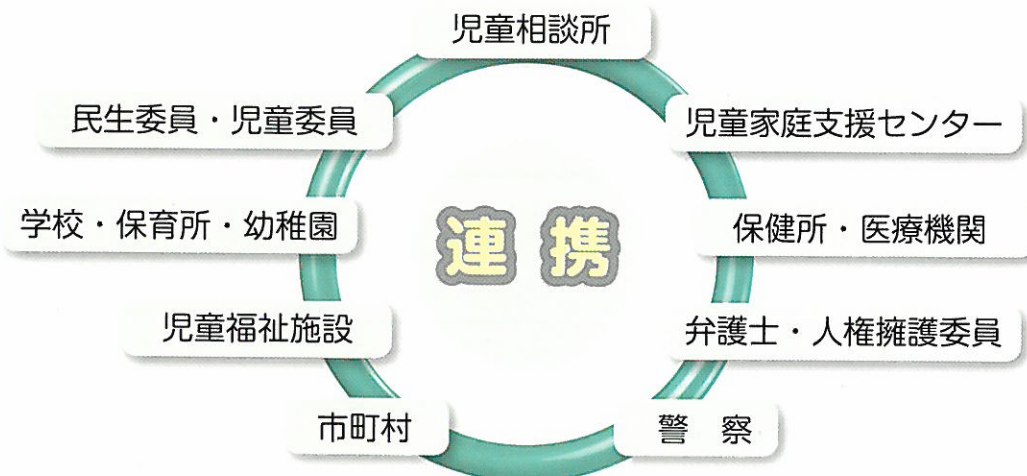 児童相談所
民生委員・児童委員
児童家庭支援センター
学校・保育所・幼稚園
連携
保健所・医療機関
児童福祉施設
弁護士・人権擁護委員
市町村
警　察